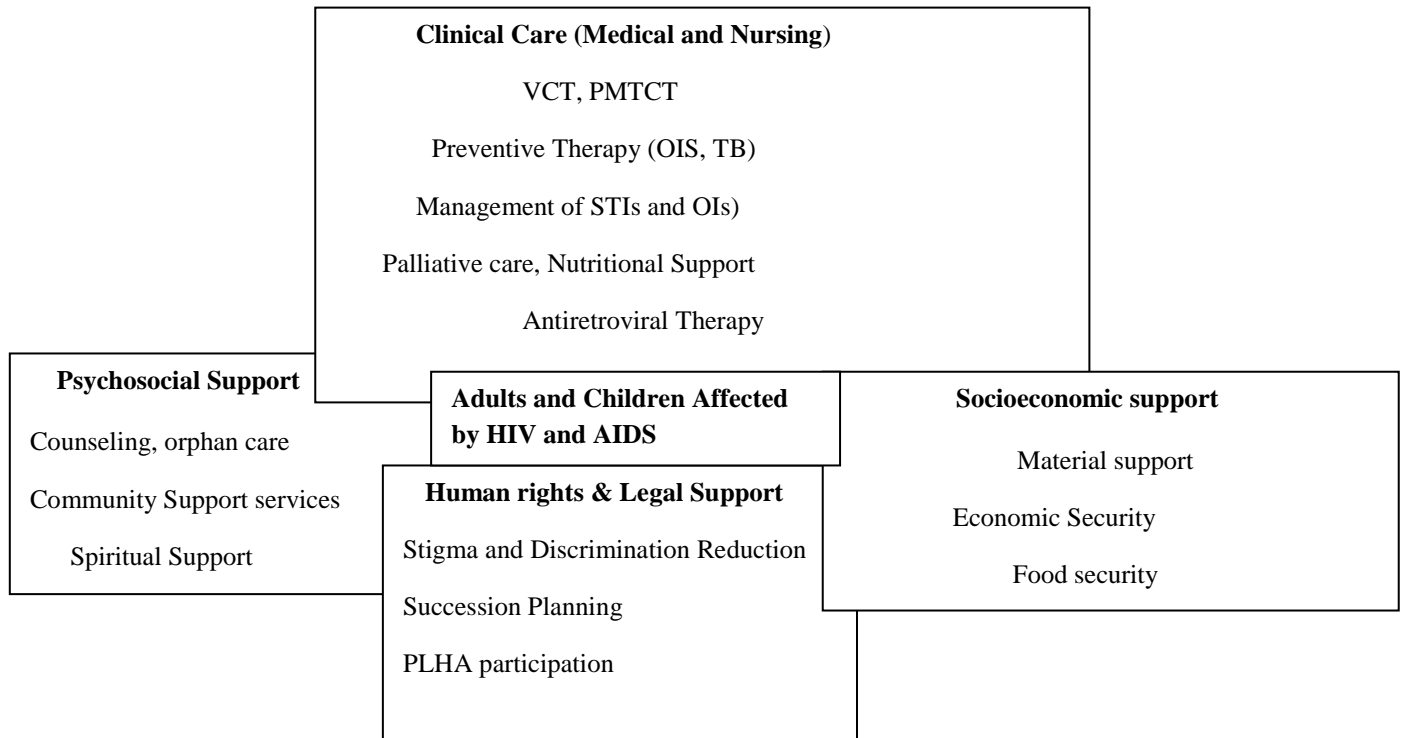 Clinical Care (Medical and Nursing)
VCT, PMTCT
Preventive Therapy (OIS, TB)
Management of STIs and OIs)
Palliative care, Nutritional Support
Antiretroviral Therapy
Psychosocial Support
Counseling, orphan care
Community Support services
Spiritual Support
Adults and Children Affected
by HIV and AIDS
Human rights & Legal Support
Stigma and Discrimination Reduction
Succession Planning
PLHA participation
Socioeconomic support
Material support
Economic Security
Food security